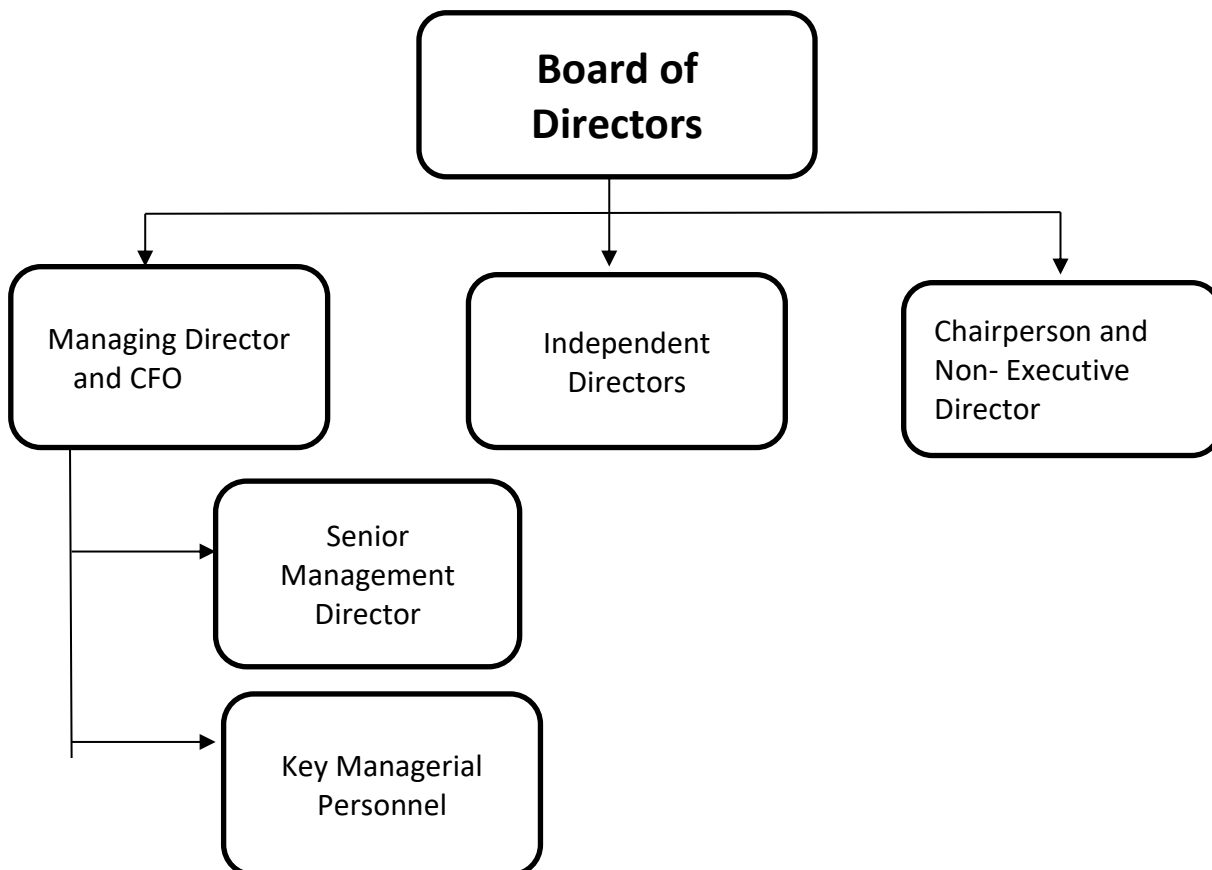 Board of
Directors
Managing Director
and CFO
Independent
Directors
Chairperson and
Non- Executive
Director
Senior
Management
Director
Key Managerial
Personnel